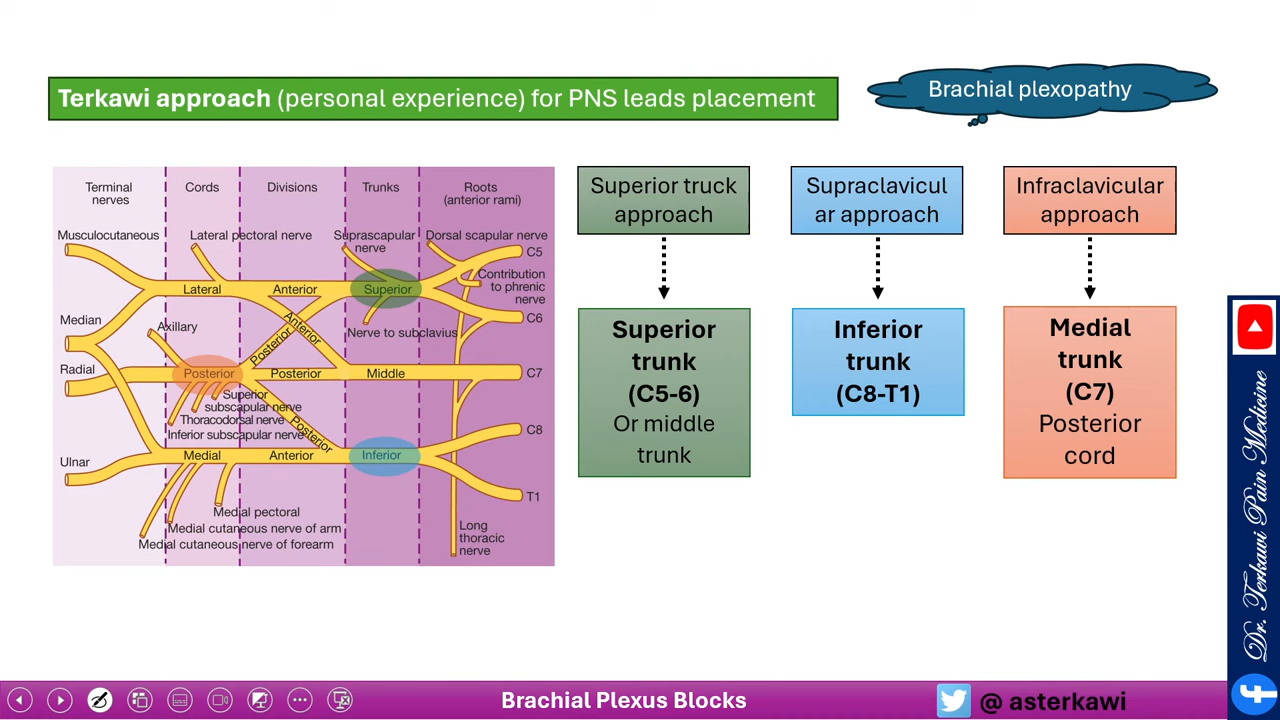 Terkawi approach (personal experience) for PNS leads placement
Brachial plexopathy
Terminal
nerves
Cords
Divisions
Trunks
Roots
(anterior rami)
Musculocutaneous
Lateral pectoral nerve
Suprascapular
nerve
Dorsal scapular nerve
C5
Contribution
to phrenic
nerve
Lateral
Anterior
Superior
C6
Median
Axillary
Anterior
Posterior
Nerve to subclavius
Radial
Posterior
Posterior
Middle
C7
Superior
subscapular nerve
Thoracodorsal nerve
Inferior subscapular nerve
Posterior
C8
Ulnar
Medial
Anterior
Inferior
T1
Medial pectoral
Medial cutaneous nerve of arm
Medial cutaneous nerve of forearm
Long
thoracic
nerve
Superior truck
approach
Superior
trunk
(C5-6)
Or middle
trunk
Supraclavicul
ar approach
Inferior
trunk
(C8-T1)
Infraclavicular
approach
Medial
trunk
(C7)
Posterior
cord
Dr. Terkawi Pain Medicine
Brachial Plexus Blocks
@ asterkawi